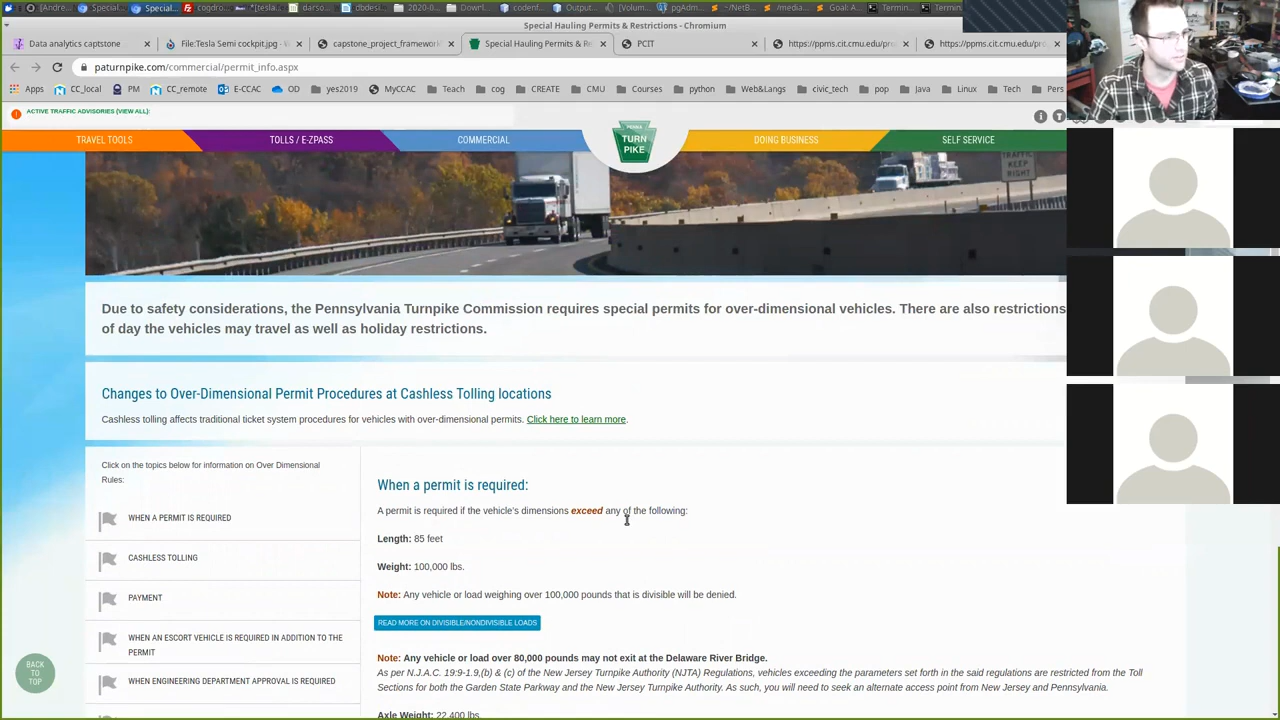 Special Hauling Permits & Restrictions - Chromium
Data analytics capstone
File:Tesla Semi cockpit.jpg - W
capstone_project_framework
Special Hauling Permits & Re
PCIT
https://ppms.cit.cmu.edu/pro
https://ppms.cit.cmu.edu/pro
paturnpike.com/commercial/permit_info.aspx
Apps CC_local PM CC_remote E-CCAC OD yes2019 MyCCAC Teach cog CREATE CMU Courses python Web&Langs civic_tech pop Java Linux Tech Pers
ACTIVE TRAFFIC ADVISORIES (VIEW ALL):
TRAVEL TOOLS TOLLS / E-ZPASS COMMERCIAL DOING BUSINESS SELF SERVICE
PENNA
TURN
PIKE
TRAFFIC
KEEP
RIGHT
Due to safety considerations, the Pennsylvania Turnpike Commission requires special permits for over-dimensional vehicles. There are also restrictions
of day the vehicles may travel as well as holiday restrictions.
Changes to Over-Dimensional Permit Procedures at Cashless Tolling locations
Cashless tolling affects traditional ticket system procedures for vehicles with over-dimensional permits. Click here to learn more.
Click on the topics below for information on Over Dimensional
Rules:
WHEN A PERMIT IS REQUIRED
CASHLESS TOLLING
PAYMENT
WHEN AN ESCORT VEHICLE IS REQUIRED IN ADDITION TO THE
PERMIT
WHEN ENGINEERING DEPARTMENT APPROVAL IS REQUIRED
When a permit is required:
A permit is required if the vehicle's dimensions exceed any of the following:
Length: 85 feet
Weight: 100,000 lbs.
Note: Any vehicle or load weighing over 100,000 pounds that is divisible will be denied.
READ MORE ON DIVISIBLE/NONDIVISIBLE LOADS
Note: Any vehicle or load over 80,000 pounds may not exit at the Delaware River Bridge.
As per N.J.A.C. 19:9-1.9,(b) & (c) of the New Jersey Turnpike Authority (NJTA) Regulations, vehicles exceeding the parameters set forth in the said regulations are restricted from the Toll
Sections for both the Garden State Parkway and the New Jersey Turnpike Authority. As such, you will need to seek an alternate access point from New Jersey and Pennsylvania.
Axle Weight: 22,400 lbs.
BACK
TO
TOP